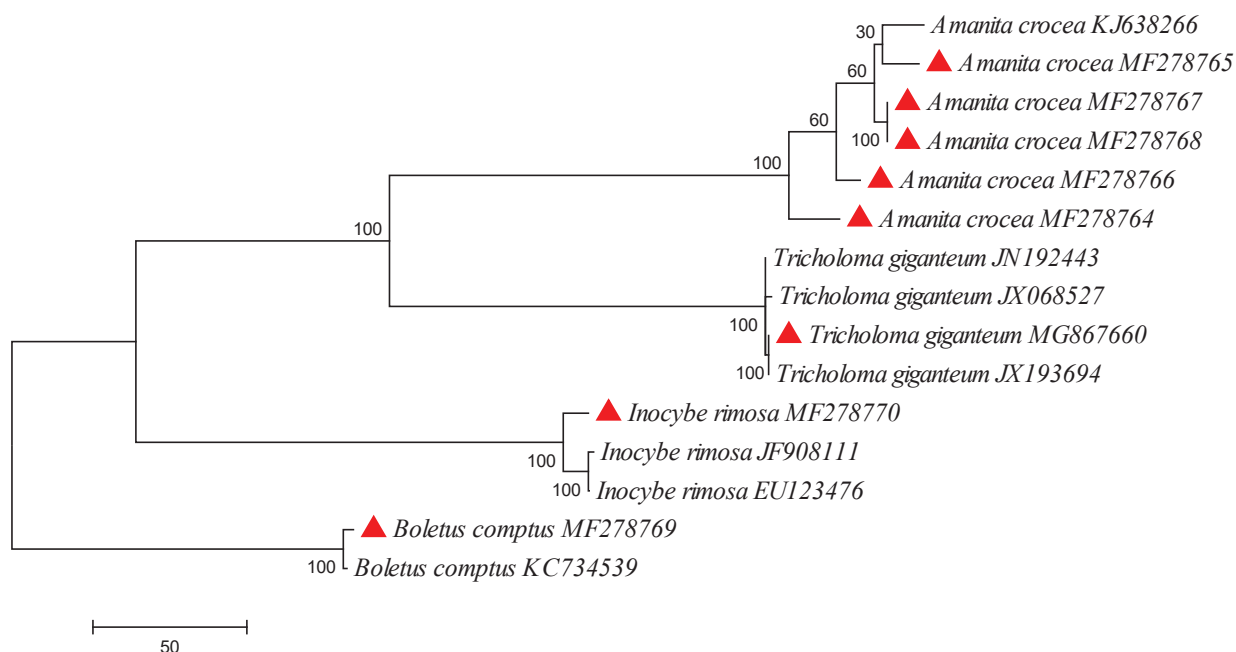 Amanita crocea KJ638266
30
Amanita crocea MF278765
60
Amanita crocea MF278767
60
100
Amanita crocea MF278768
100
Amanita crocea MF278766
Amanita crocea MF278764
100
Tricholoma giganteum JN192443
Tricholoma giganteum JX068527
100
Tricholoma giganteum MG867660
100
Tricholoma giganteum JX193694
Inocybe rimosa MF278770
Inocybe rimosa JF908111
100
100
Inocybe rimosa EU123476
Boletus comptus MF278769
100
Boletus comptus KC734539
50